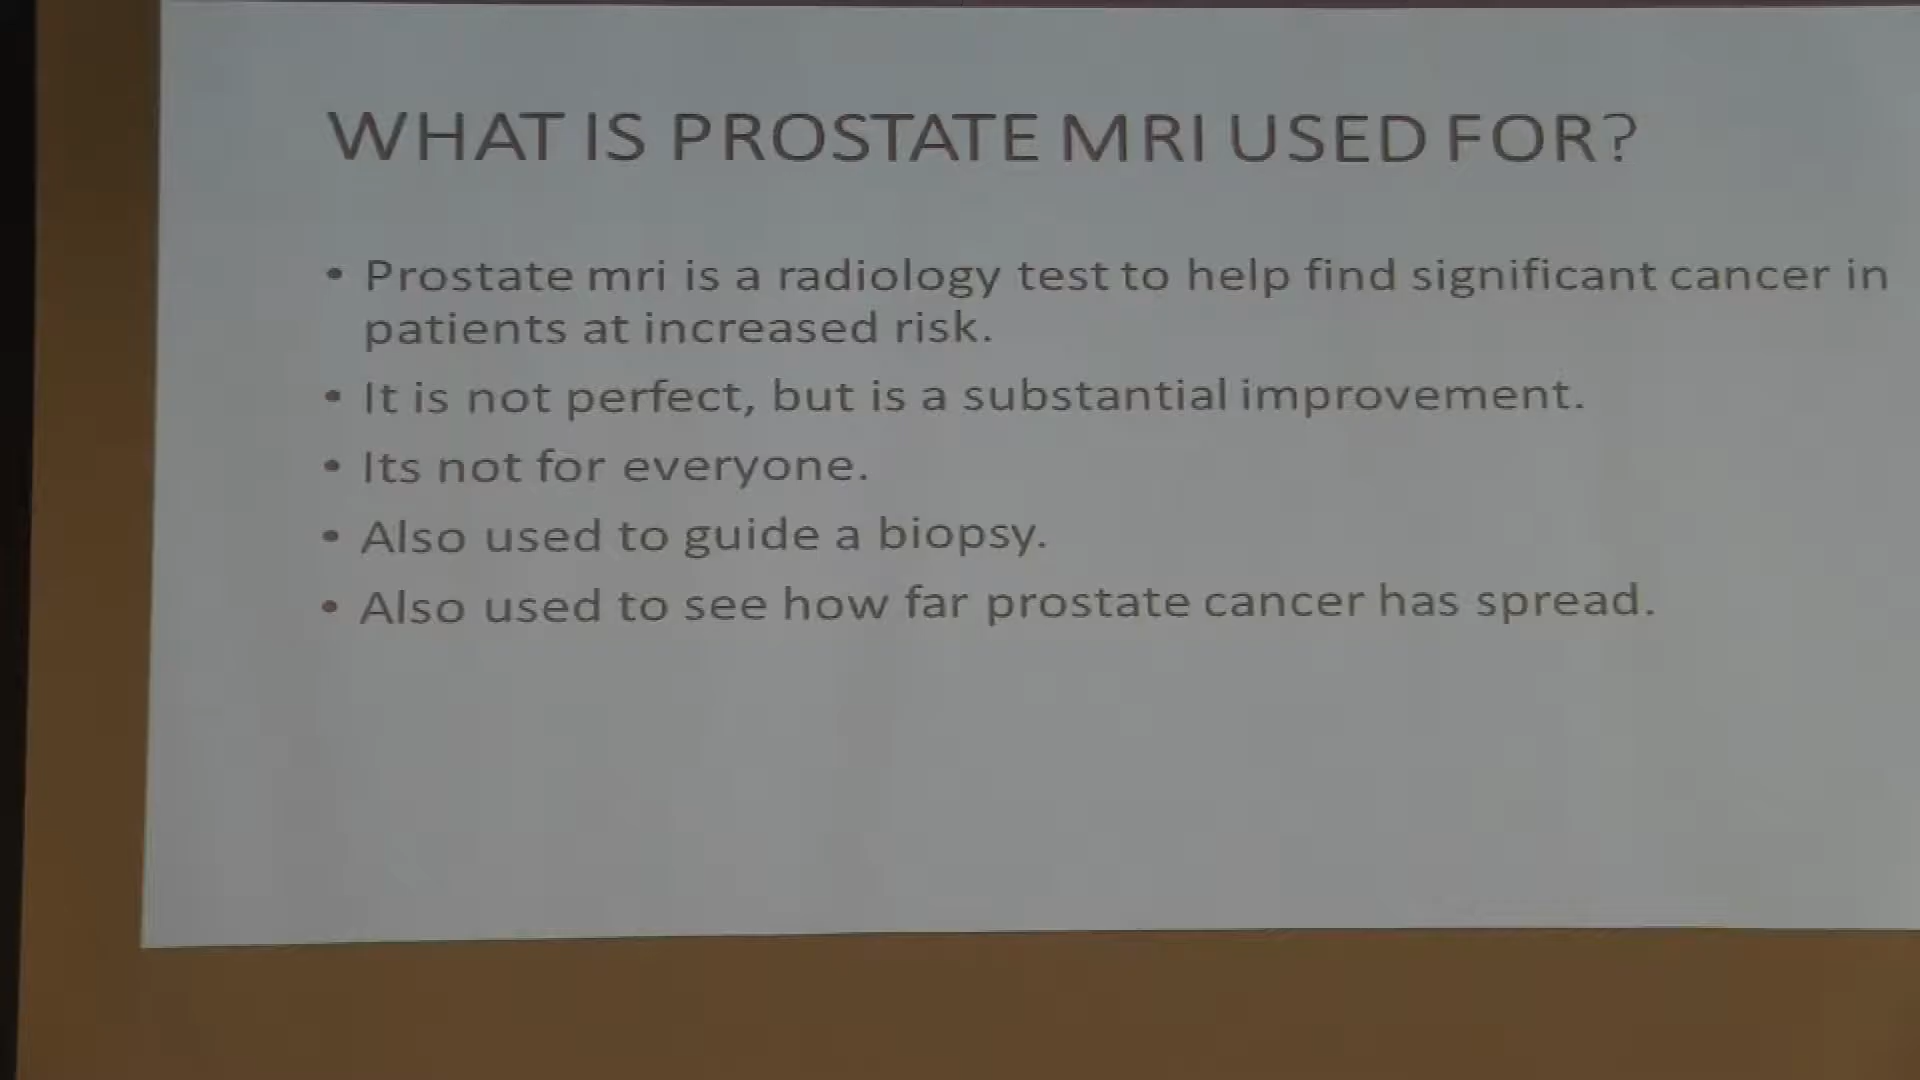 WHAT IS PROSTATE MRI USED FOR?
• Prostate mri is a radiology test to help find significant cancer in
patients at increased risk.
• It is not perfect, but is a substantial improvement.
• Its not for everyone.
• Also used to guide a biopsy.
• Also used to see how far prostate cancer has spread.